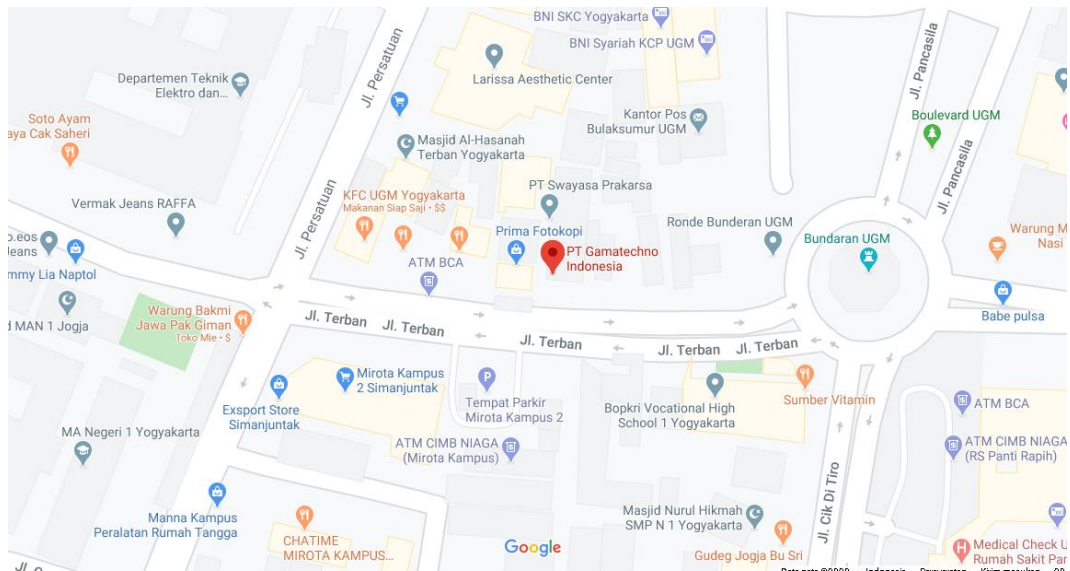 BNI SKC Yogyakarta
BNI Syariah KCP UGM
Jl. Persatuan
Larissa Aesthetic Center
Departemen Teknik
Elektro dan...
Jl. Pancasila
Kantor Pos
Bulaksumur UGM
Boulevard UGM
Soto Ayam
aya Cak Saheri
Masjid Al-Hasanah
Terban Yogyakarta
Jl. Pancasila
PT Swayasa Prakarsa
KFC UGM Yogyakarta
Makanan Siap Saji • $$
Vermak Jeans RAFFA
Jl. Persatuan
Ronde Bunderan UGM
Prima Fotokopi
Bundaran UGM
Warung M
Nasi
o.eos
Jeans
PT Gamatechno
Indonesia
ATM BCA
mmy Lia Naptol
Warung Bakmi
Jawa Pak Giman
Toko Mie • $
d MAN 1 Jogja
Babe pulsa
Jl. Terban
Jl. Terban
Jl. Terban
Jl. Terban
Jl. Terban
Mirota Kampus
2 Simanjuntak
Exsport Store
Simanjuntak
Tempat Parkir
Mirota Kampus 2
Sumber Vitamin
ATM BCA
Bopkri Vocational High
School 1 Yogyakarta
MA Negeri 1 Yogyakarta
ATM CIMB NIAGA
(Mirota Kampus)
ATM CIMB NIAGA
(RS Panti Rapih)
Jl. Cik Di Tiro
Masjid Nurul Hikmah
SMP N 1 Yogyakarta
Manna Kampus
Peralatan Rumah Tangga
CHATIME
MIROTA KAMPUS...
Google
Gudeg Jogja Bu Sri
Medical Check U
Rumah Sakit Pan